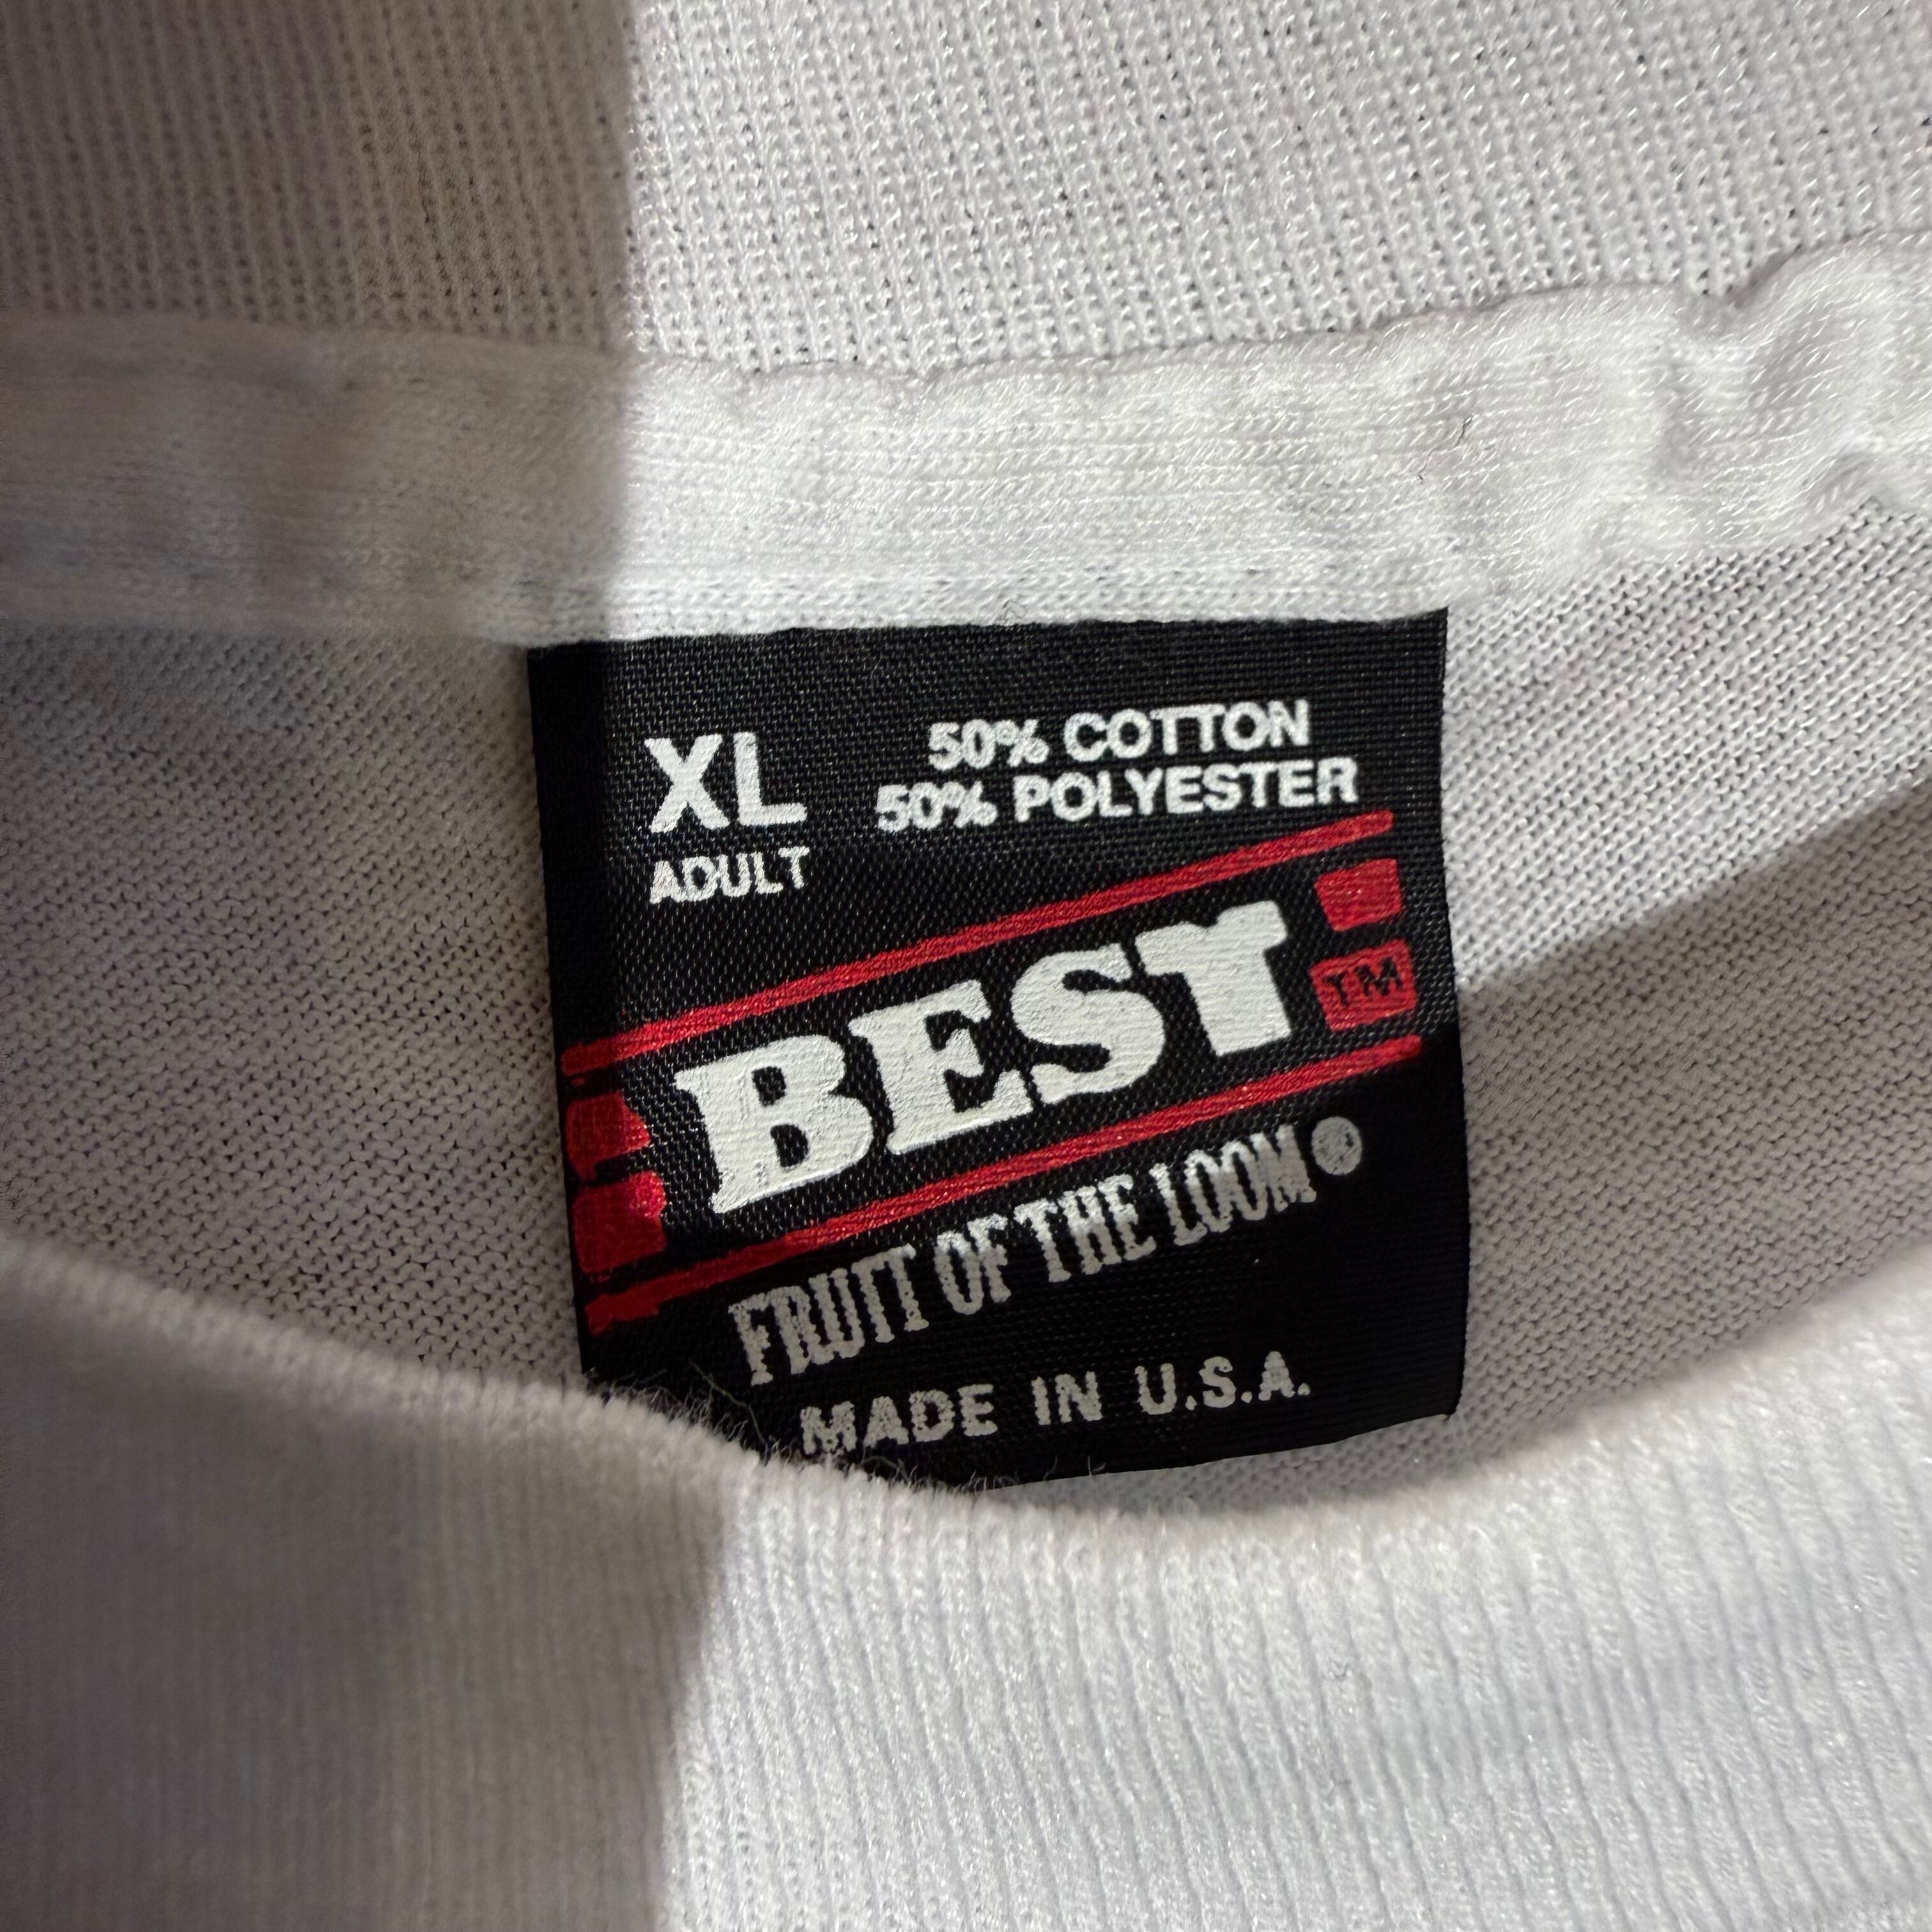 XL
ADULT
50% COTTON
50% POLYESTER
BEST
TM
FRUIT OF THE LOOM®
MADE IN U.S.A.